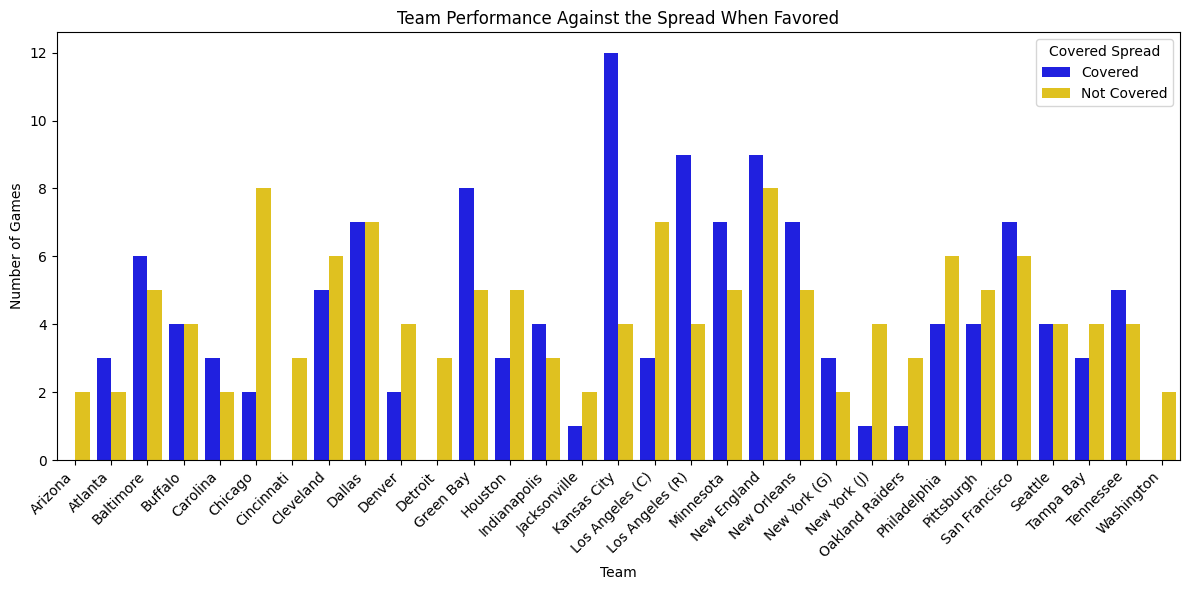 Team Performance Against the Spread When Favored
Covered Spread
Covered
Not Covered
Number of Games
12
10
8
6
4
2
0
Arizona
Atlanta
Baltimore
Buffalo
Carolina
Chicago
Cincinnati
Cleveland
Dallas
Denver
Detroit
Green Bay
Houston
Indianapolis
Jacksonville
Kansas City
Los Angeles (C)
Los Angeles (R)
Minnesota
New England
New Orleans
New York (G)
New York (J)
Oakland Raiders
Philadelphia
Pittsburgh
San Francisco
Seattle
Tampa Bay
Tennessee
Washington
Team